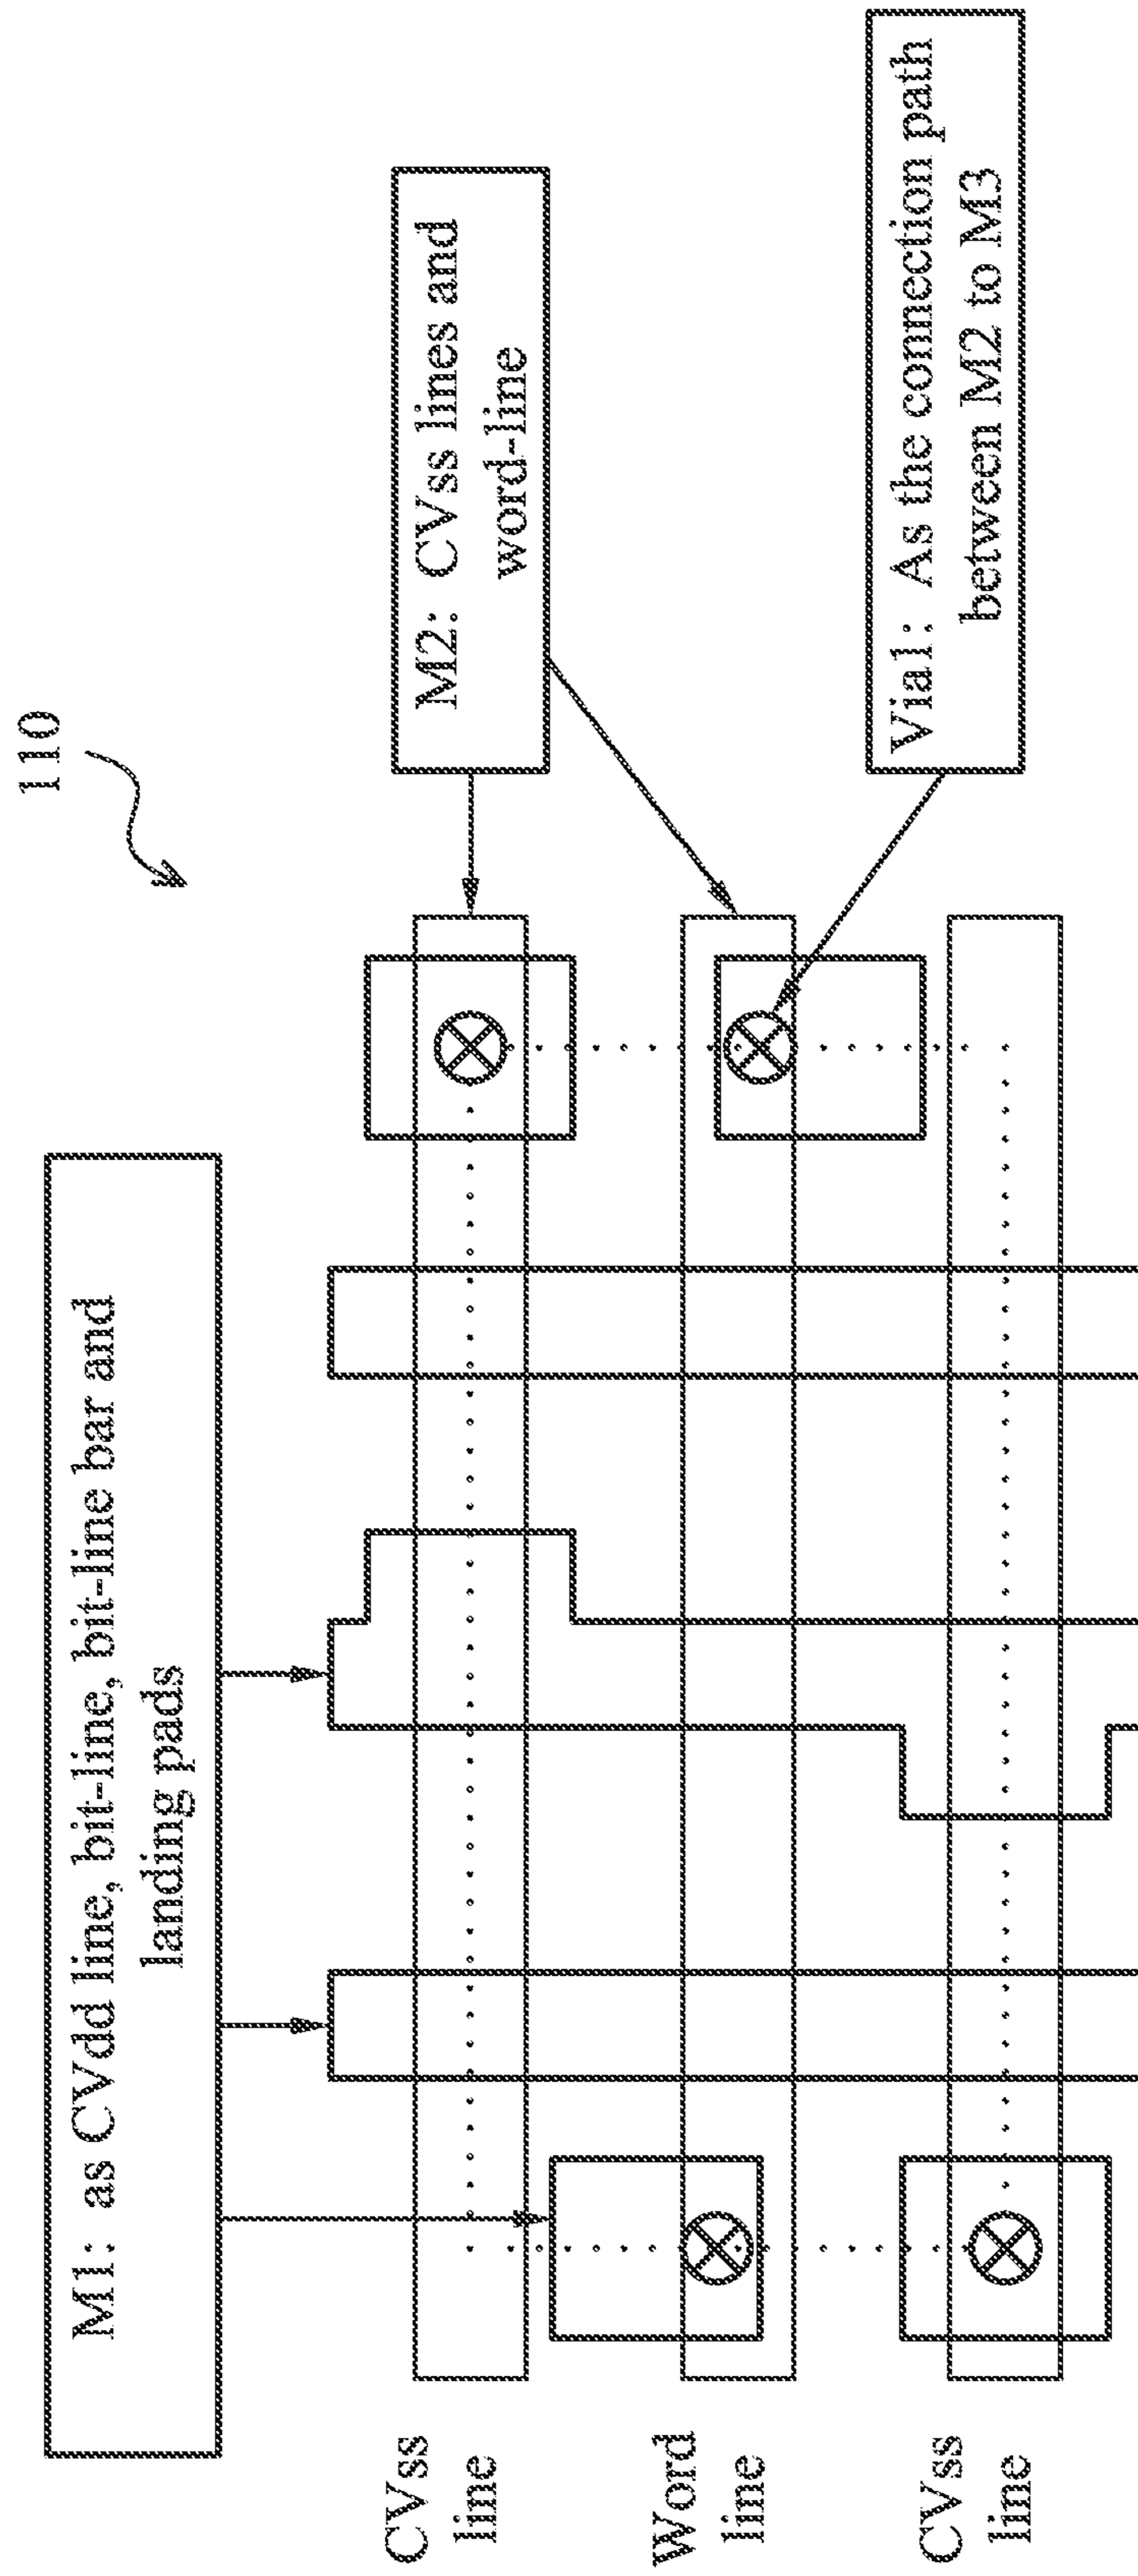 110
M1: as CVdd line, bit-line, bit-line bar and
landing pads
M2: CVss lines and
word-line
Via1: As the connection path
between M2 to M3
CVss
line
Word
line
CVss
line